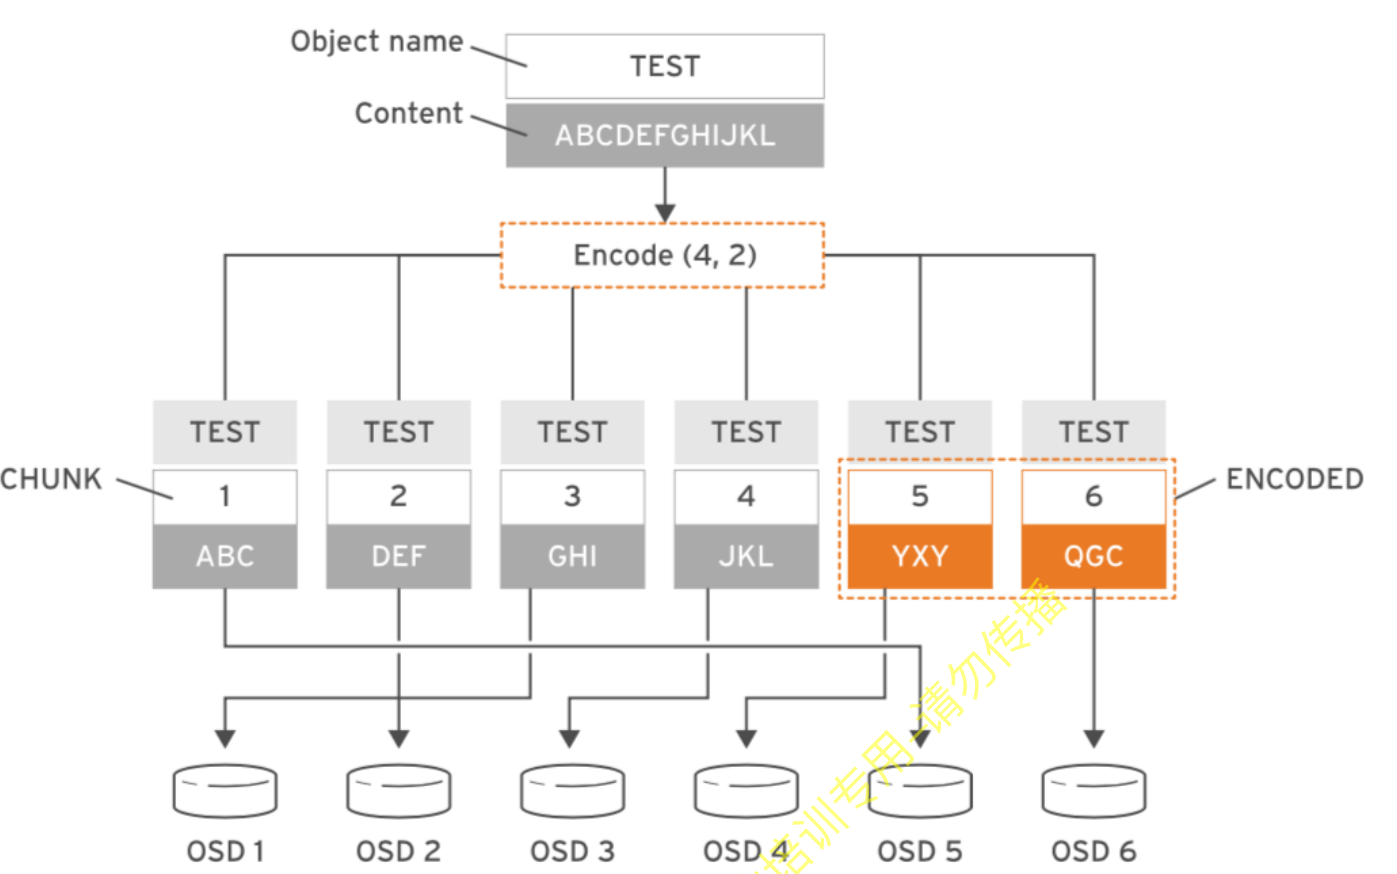 Object name
TEST
Content
ABCDEFGHIJKL
Encode (4, 2)
TEST TEST TEST TEST TEST TEST
CHUNK 1 2 3 4 5 6 ENCODED
ABC DEF GHI JKL YXY QGC
OSD 1 OSD 2 OSD 3 OSD 4 OSD 5 OSD 6
培训专用-请勿传播